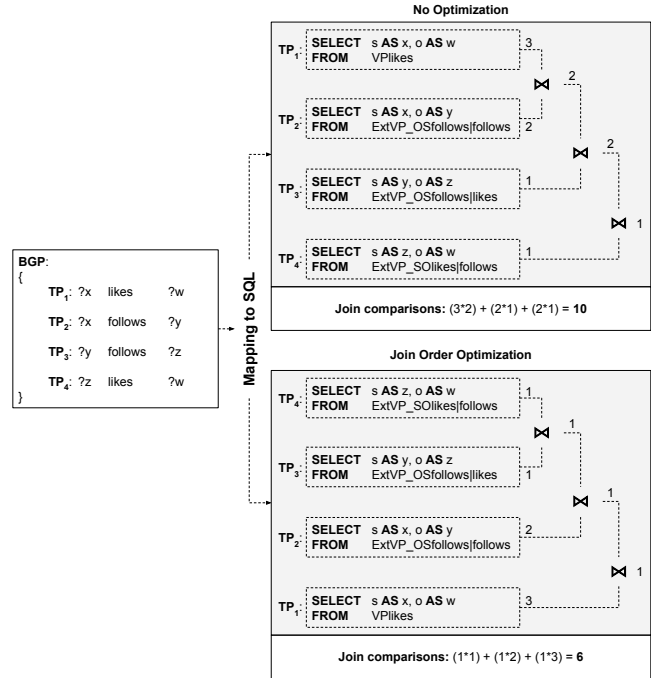 No Optimization
TP1: SELECT s AS x, o AS w 3
FROM VPlikes
2
TP2: SELECT s AS x, o AS y
FROM ExtVP_OSfollows|follows 2
2
TP3: SELECT s AS y, o AS z 1
FROM ExtVP_OSfollows|likes
1
TP4: SELECT s AS z, o AS w 1
FROM ExtVP_SOlikes|follows
Join comparisons: (3*2) + (2*1) + (2*1) = 10
BGP:
{
TP1: ?x likes ?w
TP2: ?x follows ?y
TP3: ?y follows ?z
TP4: ?z likes ?w
}
Mapping to SQL
Join Order Optimization
TP4: SELECT s AS z, o AS w 1
FROM ExtVP_SOlikes|follows
1
TP3: SELECT s AS y, o AS z
FROM ExtVP_OSfollows|likes 1
1
TP2: SELECT s AS x, o AS y 2
FROM ExtVP_OSfollows|follows
1
TP1: SELECT s AS x, o AS w 3
FROM VPlikes
Join comparisons: (1*1) + (1*2) + (1*3) = 6